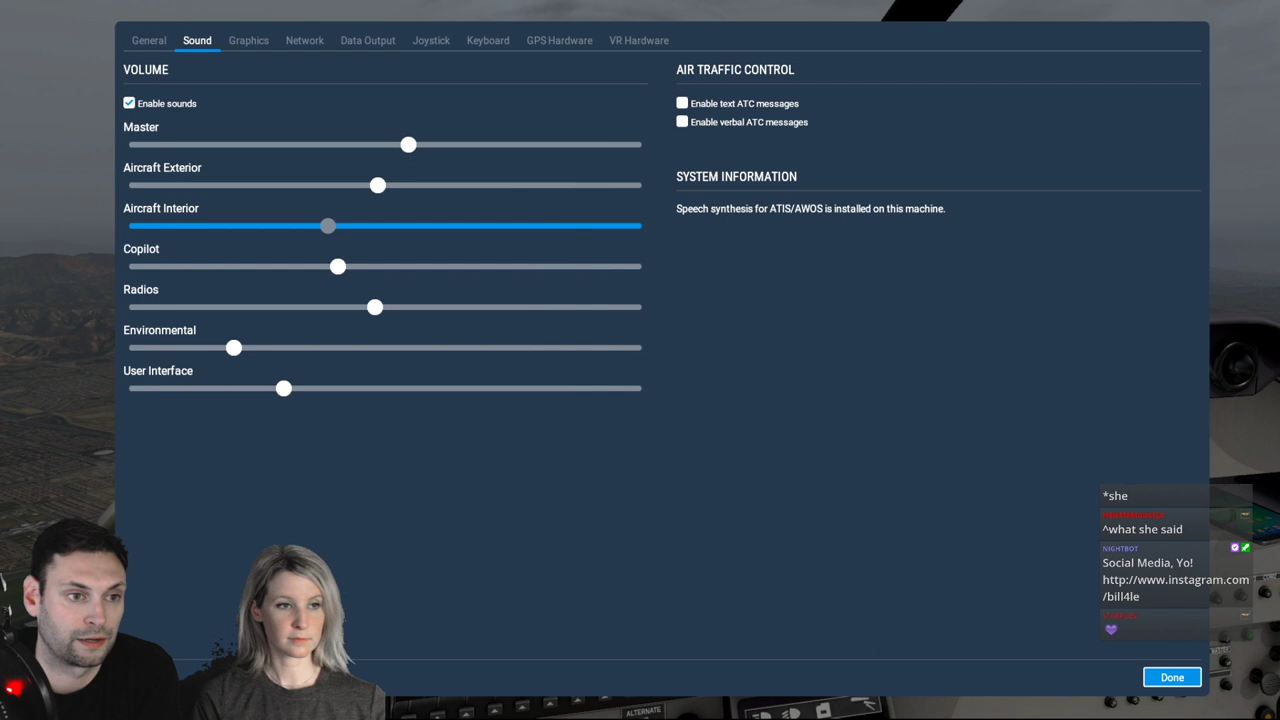 General Sound Graphics Network Data Output Joystick Keyboard GPS Hardware VR Hardware
VOLUME
Enable sounds
Master
Aircraft Exterior
Aircraft Interior
Copilot
Radios
Environmental
User Interface
AIR TRAFFIC CONTROL
Enable text ATC messages
Enable verbal ATC messages
SYSTEM INFORMATION
Speech synthesis for ATIS/AWOS is installed on this machine.
*she
^what she said
NIGHTBOT
Social Media, Yo!
http://www.instagram.com
/bill4le
Done
ALTERNATE